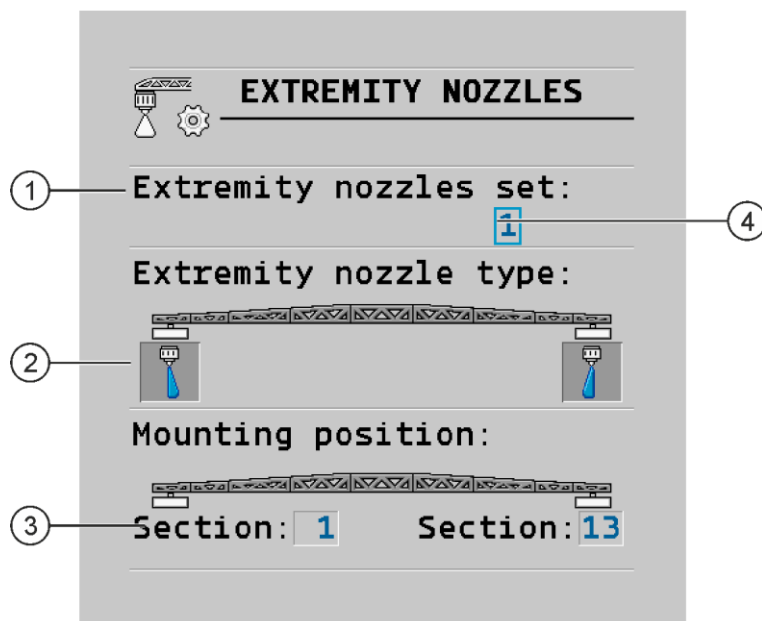 EXTREMITY NOZZLES
1 Extremity nozzles set:
1 4
Extremity nozzle type:
2
Mounting position:
3 Section: 1 Section: 13